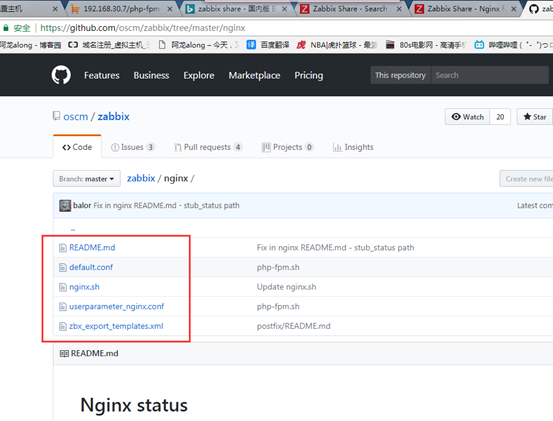 置主机
192.168.30.7/php-fpm
zabbix share - 国内版
Zabbix Share - Search
Zabbix Share - Nginx
安全 https://github.com/oscm/zabbix/tree/master/nginx
阿龙along - 博客园
域名注册_虚拟主机
阿龙along – 今天
百度翻译
NBA|虎扑篮球 - 最
80s电影网 - 高清手机
哔哩哔哩
Features Business Explore Marketplace Pricing This repository Search
oscm / zabbix Watch 20 Star
Code Issues 3 Pull requests 4 Projects 0 Insights
Branch: master zabbix / nginx / Create new file
balor Fix in nginx README.md - stub_status path Latest com
..
README.md Fix in nginx README.md - stub_status path
default.conf php-fpm.sh
nginx.sh Update nginx.sh
userparameter_nginx.conf php-fpm.sh
zbx_export_templates.xml postfix/README.md
README.md
Nginx status